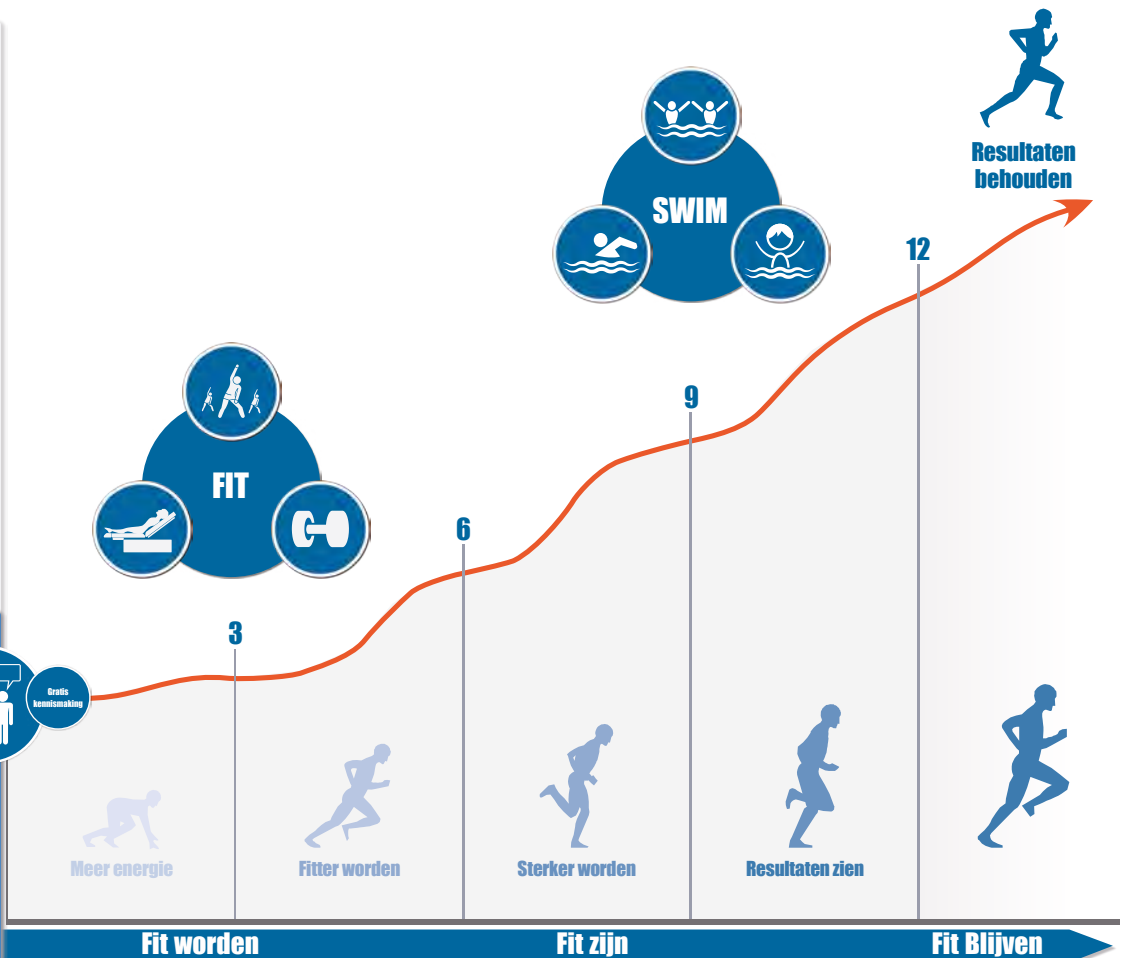 Resultaten
behouden
SWIM
12
9
FIT
6
3
Gratis
kennismaking
Meer energie
Fitter worden
Sterker worden
Resultaten zien
Fit worden
Fit zijn
Fit Blijven